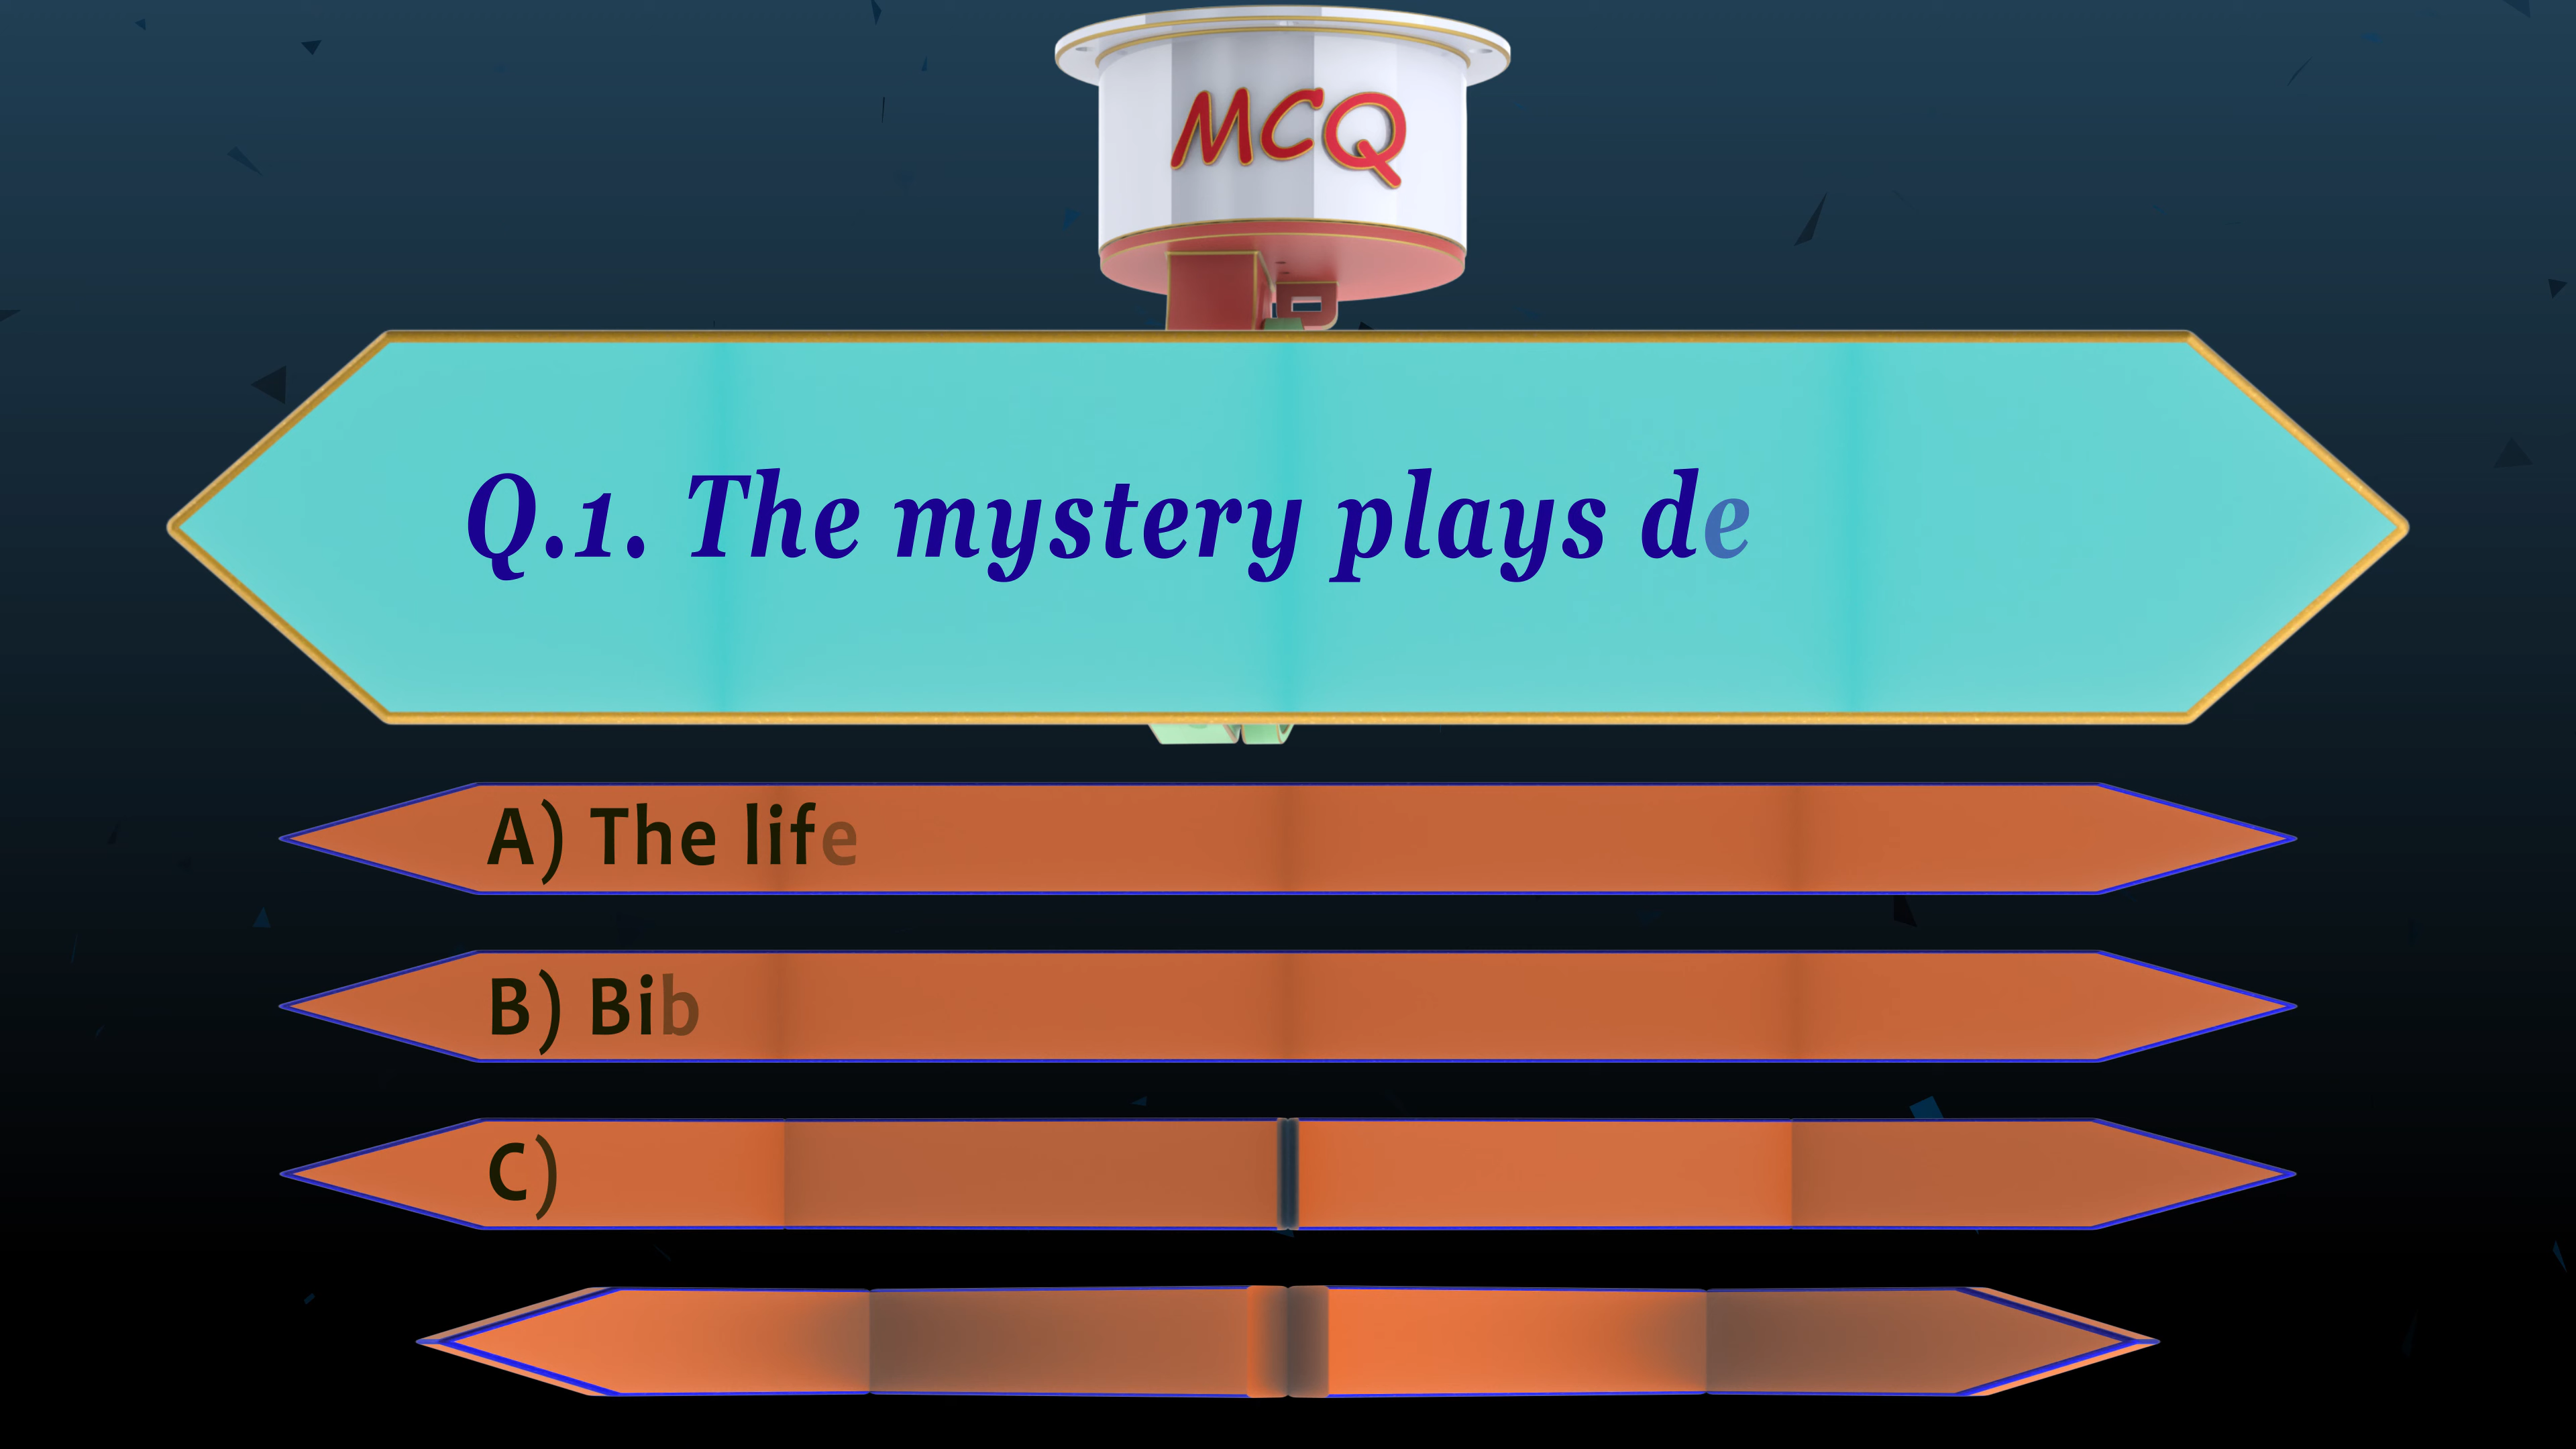 MCQ
Q.1. The mystery plays de
A) The life
B) Bib
C)